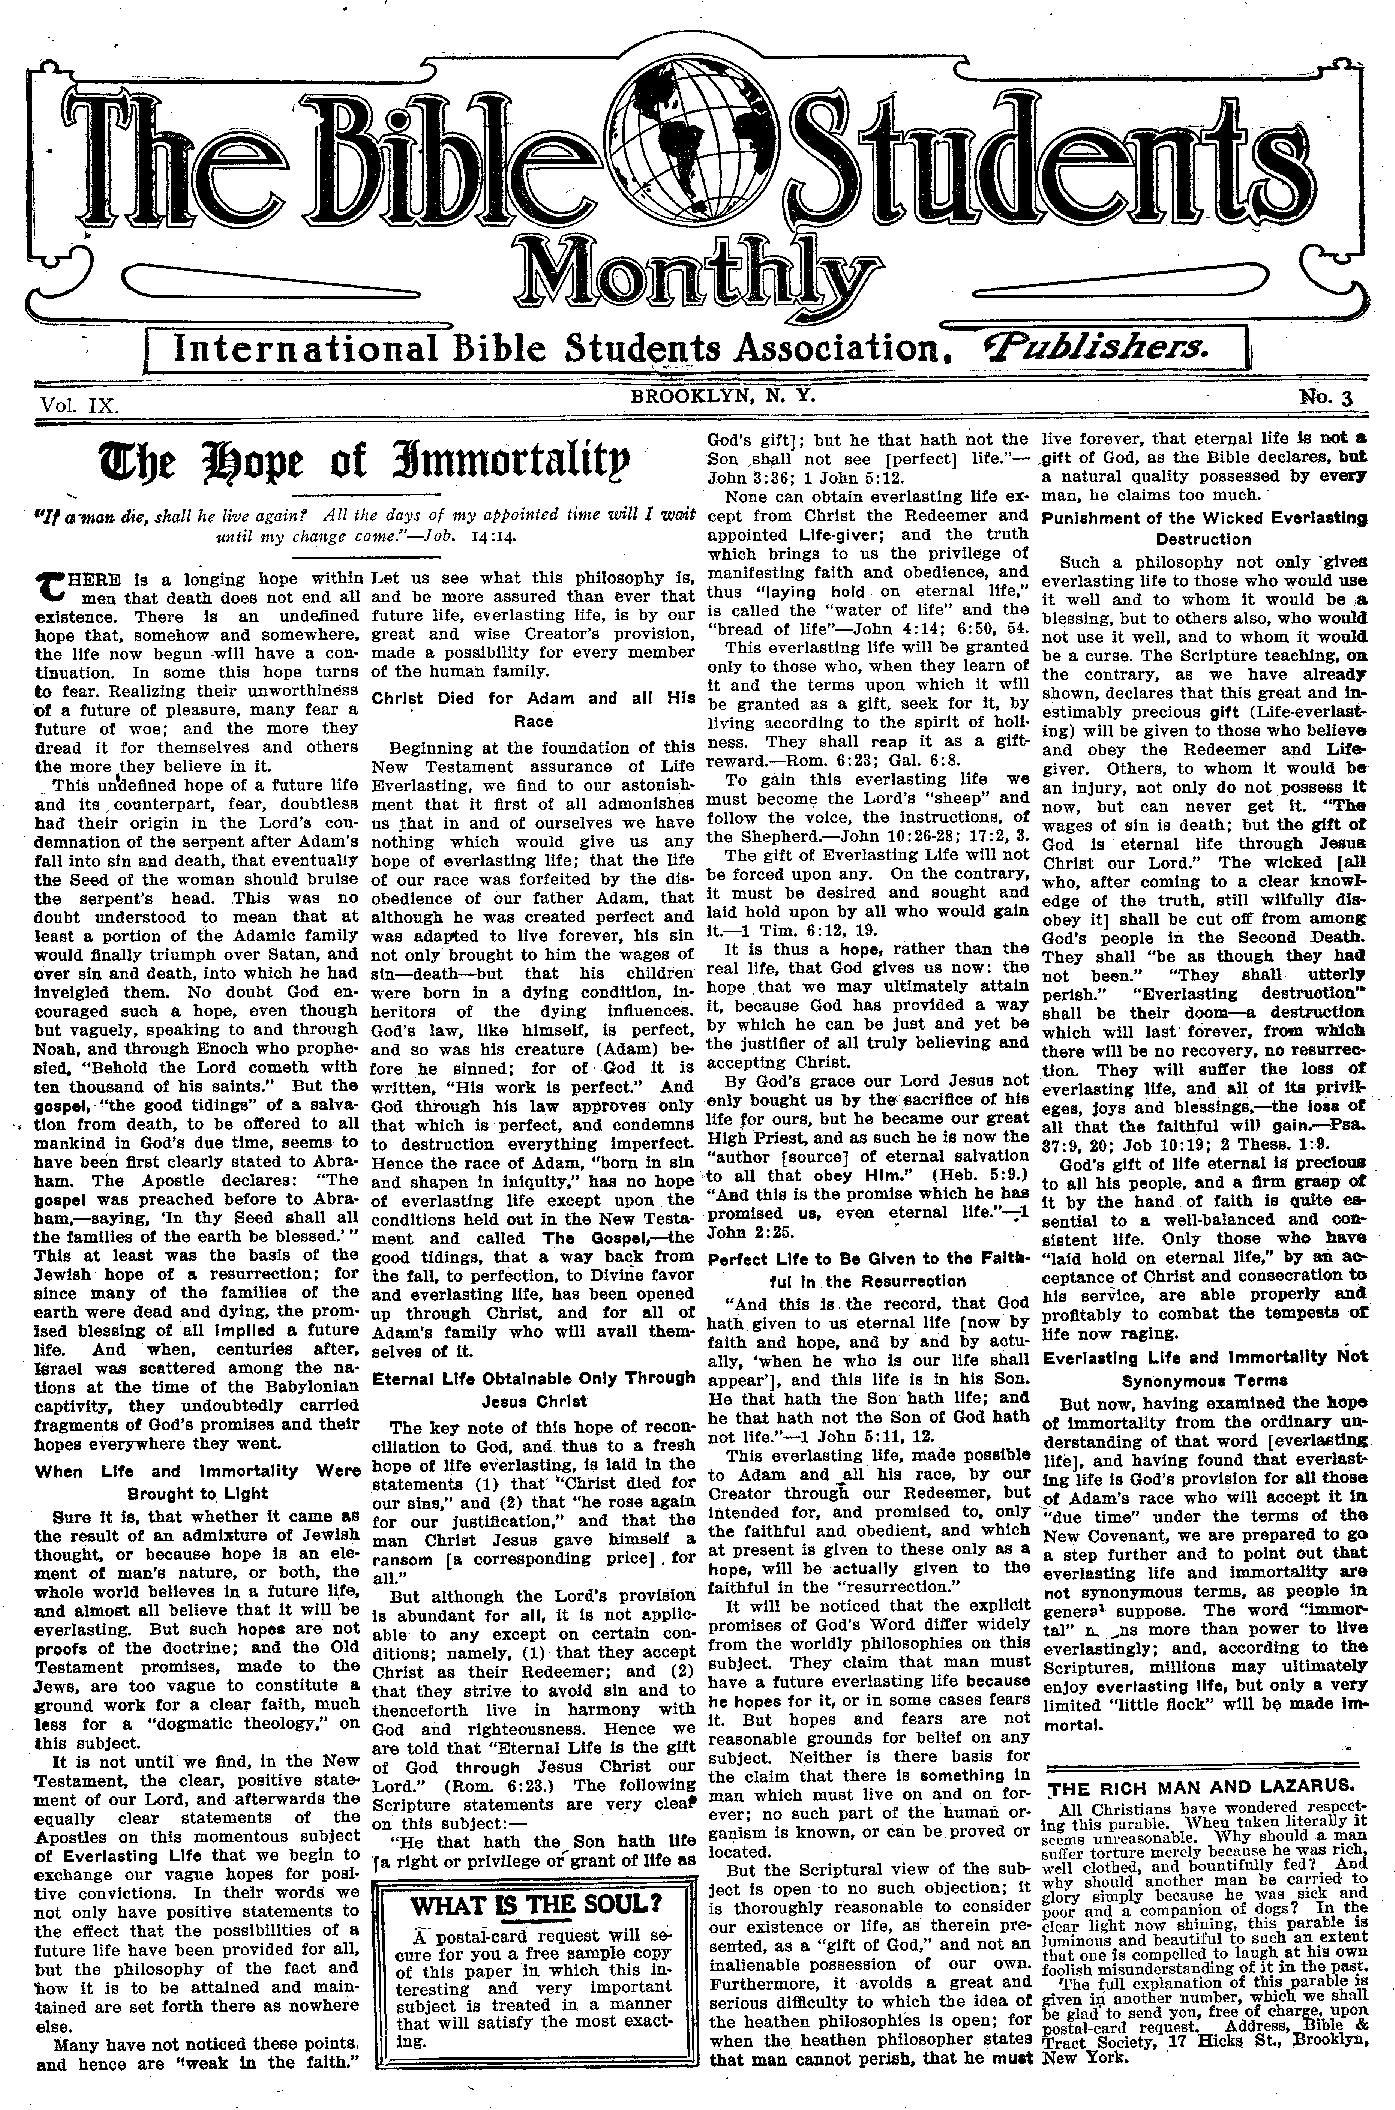 The Bible Students
Monthly
International Bible Students Association, Publishers.
Vol. IX.
BROOKLYN, N. Y.
No. 3
The Hope of Immortality
"If a man die, shall he live again? All the days of my appointed time will I wait
until my change come."—Job. 14:14.
THERE is a longing hope within
men that death does not end all
existence. There is an undefined
hope that, somehow and somewhere,
the life now begun will have a con-
tinuation. In some this hope turns
to fear. Realizing their unworthiness
of a future of pleasure, many fear a
future of woe; and the more they
dread it for themselves and others
the more they believe in it.
This undefined hope of a future life
and its counterpart, fear, doubtless
had their origin in the Lord's con-
demnation of the serpent after Adam's
fall into sin and death, that eventually
the Seed of the woman should bruise
the serpent's head. This was no
doubt understood to mean that at
least a portion of the Adamic family
would finally triumph over Satan, and
over sin and death, into which he had
inveigled them. No doubt God en-
couraged such a hope, even though
but vaguely, speaking to and through
Noah, and through Enoch who prophe-
sied, "Behold the Lord cometh with
ten thousand of his saints." But the
gospel, "the good tidings" of a salva-
tion from death, to be offered to all
mankind in God's due time, seems to
have been first clearly stated to Abra-
ham. The Apostle declares: "The
gospel was preached before to Abra-
ham,—saying, 'In thy Seed shall all
the families of the earth be blessed.'"
This at least was the basis of the
Jewish hope of a resurrection; for
since many of the families of the
earth were dead and dying, the prom-
ised blessing of all implied a future
life. And when, centuries after,
Israel was scattered among the na-
tions at the time of the Babylonian
captivity, they undoubtedly carried
fragments of God's promises and their
hopes everywhere they went.
When Life and Immortality Were
Brought to Light
Sure it is, that whether it came as
the result of an admixture of Jewish
thought, or because hope is an ele-
ment of man's nature, or both, the
whole world believes in a future life,
and almost all believe that it will be
everlasting. But such hopes are not
proofs of the doctrine; and the Old
Testament promises, made to the
Jews, are too vague to constitute a
ground work for a clear faith, much
less for a "dogmatic theology," on
this subject.
It is not until we find, in the New
Testament, the clear, positive state-
ment of our Lord, and afterwards the
equally clear statements of the
Apostles on this momentous subject
of Everlasting Life that we begin to
exchange our vague hopes for posi-
tive convictions. In their words we
not only have positive statements to
the effect that the possibilities of a
future life have been provided for all,
but the philosophy of the fact and
how it is to be attained and main-
tained are set forth there as nowhere
else.
Many have not noticed these points,
and hence are "weak in the faith."
Let us see what this philosophy is,
and be more assured than ever that
future life, everlasting life, is by our
great and wise Creator's provision,
made a possibility for every member
of the human family.
Christ Died for Adam and all His
Race
Beginning at the foundation of this
New Testament assurance of Life
Everlasting, we find to our astonish-
ment that it first of all admonishes
us that in and of ourselves we have
nothing which would give us any
hope of everlasting life; that the life
of our race was forfeited by the dis-
obedience of our father Adam, that
although he was created perfect and
was adapted to live forever, his sin
not only brought to him the wages of
sin—death—but that his children
were born in a dying condition, in-
heritors of the dying influences.
God's law, like himself, is perfect,
and so was his creature (Adam) be-
fore he sinned; for of God it is
written, "His work is perfect." And
God through his law approves only
that which is perfect, and condemns
to destruction everything imperfect.
Hence the race of Adam, "born in sin
and shapen in iniquity," has no hope
of everlasting life except upon the
conditions held out in the New Testa-
ment and called The Gospel,—the
good tidings, that a way back from
the fall, to perfection, to Divine favor
and everlasting life, has been opened
up through Christ, and for all of
Adam's family who will avail them-
selves of it.
Eternal Life Obtainable Only Through
Jesus Christ
The key note of this hope of recon-
ciliation to God, and thus to a fresh
hope of life everlasting, is laid in the
statements (1) that "Christ died for
our sins," and (2) that "he rose again
for our justification," and that the
man Christ Jesus gave himself a
ransom [a corresponding price] for
all."
But although the Lord's provision
is abundant for all, it is not applic-
able to any except on certain con-
ditions; namely, (1) that they accept
Christ as their Redeemer; and (2)
that they strive to avoid sin and to
thenceforth live in harmony with
God and righteousness. Hence we
are told that "Eternal Life is the gift
of God through Jesus Christ our
Lord." (Rom. 6:23.) The following
Scripture statements are very clear
on this subject:—
"He that hath the Son hath life
[a right or privilege or grant of life as
WHAT IS THE SOUL?
A postal-card request will se-
cure for you a free sample copy
of this paper in which this in-
teresting and very important
subject is treated in a manner
that will satisfy the most exact-
ing.
God's gift]; but he that hath not the
Son shall not see [perfect] life."—
John 3:36; 1 John 5:12.
None can obtain everlasting life ex-
cept from Christ the Redeemer and
appointed Life-giver; and the truth
which brings to us the privilege of
manifesting faith and obedience, and
thus "laying hold on eternal life,"
is called the "water of life" and the
"bread of life"—John 4:14; 6:50, 54.
This everlasting life will be granted
only to those who, when they learn of
it and the terms upon which it will
be granted as a gift, seek for it, by
living according to the spirit of holi-
ness. They shall reap it as a gift-
reward.—Rom. 6:23; Gal. 6:8.
To gain this everlasting life we
must become the Lord's "sheep" and
follow the voice, the instructions, of
the Shepherd.—John 10:26-28; 17:2, 3.
The gift of Everlasting Life will not
be forced upon any. On the contrary,
it must be desired and sought and
laid hold upon by all who would gain
it.—1 Tim. 6:12, 19.
It is thus a hope, rather than the
real life, that God gives us now: the
hope that we may ultimately attain
it, because God has provided a way
by which he can be just and yet be
the justifier of all truly believing and
accepting Christ.
By God's grace our Lord Jesus not
only bought us by the sacrifice of his
life for ours, but he became our great
High Priest, and as such he is now the
"author [source] of eternal salvation
to all that obey Him." (Heb. 5:9.)
"And this is the promise which he has
promised us, even eternal life."—1
John 2:25.
Perfect Life to Be Given to the Faith-
ful in the Resurrection
"And this is the record, that God
hath given to us eternal life [now by
faith and hope, and by and by actu-
ally, 'when he who is our life shall
appear'], and this life is in his Son.
He that hath the Son hath life; and
he that hath not the Son of God hath
not life."—1 John 5:11, 12.
This everlasting life, made possible
to Adam and all his race, by our
Creator through our Redeemer, but
intended for, and promised to, only
the faithful and obedient, and which
at present is given to these only as a
hope, will be actually given to the
faithful in the "resurrection."
It will be noticed that the explicit
promises of God's Word differ widely
from the worldly philosophies on this
subject. They claim that man must
have a future everlasting life because
he hopes for it, or in some cases fears
it. But hopes and fears are not
reasonable grounds for belief on any
subject. Neither is there basis for
the claim that there is something in
man which must live on and on for-
ever; no such part of the human or-
ganism is known, or can be proved or
located.
But the Scriptural view of the sub-
ject is open to no such objection; it
is thoroughly reasonable to consider
our existence or life, as therein pre-
sented, as a "gift of God," and not an
inalienable possession of our own.
Furthermore, it avoids a great and
serious difficulty to which the idea of
the heathen philosophies is open; for
when the heathen philosopher states
that man cannot perish, that he must
live forever, that eternal life is not a
gift of God, as the Bible declares, but
a natural quality possessed by every
man, he claims too much.
Punishment of the Wicked Everlasting
Destruction
Such a philosophy not only gives
everlasting life to those who would use
it well and to whom it would be a
blessing, but to others also, who would
not use it well, and to whom it would
be a curse. The Scripture teaching, on
the contrary, as we have already
shown, declares that this great and in-
estimably precious gift (Life-everlast-
ing) will be given to those who believe
and obey the Redeemer and Life-
giver. Others, to whom it would be
an injury, not only do not possess it
now, but can never get it. "The
wages of sin is death; but the gift of
God is eternal life through Jesus
Christ our Lord." The wicked [all
who, after coming to a clear knowl-
edge of the truth, still wilfully dis-
obey it] shall be cut off from among
God's people in the Second Death.
They shall "be as though they had
not been." "They shall utterly
perish." "Everlasting destruction"
shall be their doom—a destruction
which will last forever, from which
there will be no recovery, no resurrec-
tion. They will suffer the loss of
everlasting life, and all of its privil-
eges, joys and blessings,—the loss of
all that the faithful will gain.—Psa.
37:9, 20; Job 10:19; 2 Thess. 1:9.
God's gift of life eternal is precious
to all his people, and a firm grasp of
it by the hand of faith is quite es-
sential to a well-balanced and con-
sistent life. Only those who have
"laid hold on eternal life," by an ac-
ceptance of Christ and consecration to
his service, are able properly and
profitably to combat the tempests of
life now raging.
Everlasting Life and Immortality Not
Synonymous Terms
But now, having examined the hope
of immortality from the ordinary un-
derstanding of that word [everlasting
life], and having found that everlast-
ing life is God's provision for all those
of Adam's race who will accept it in
"due time" under the terms of the
New Covenant, we are prepared to go
a step further and to point out that
everlasting life and immortality are
not synonymous terms, as people in
general suppose. The word "immor-
tal" more than power to live
everlastingly; and, according to the
Scriptures, millions may ultimately
enjoy everlasting life, but only a very
limited "little flock" will be made im-
mortal.
THE RICH MAN AND LAZARUS.
All Christians have wondered respect-
ing this parable. When taken literally it
seems unreasonable. Why should a man
suffer torture merely because he was rich,
well clothed, and bountifully fed? And
why should another man be carried to
glory simply because he was sick and
poor and a companion of dogs? In the
clear light now shining, this parable is
luminous and beautiful to such an extent
that one is compelled to laugh at his own
foolish misunderstanding of it in the past.
The full explanation of this parable is
given in another number, which we shall
be glad to send you, free of charge, upon
postal-card request. Address, Bible &
Tract Society, 17 Hicks St., Brooklyn,
New York.